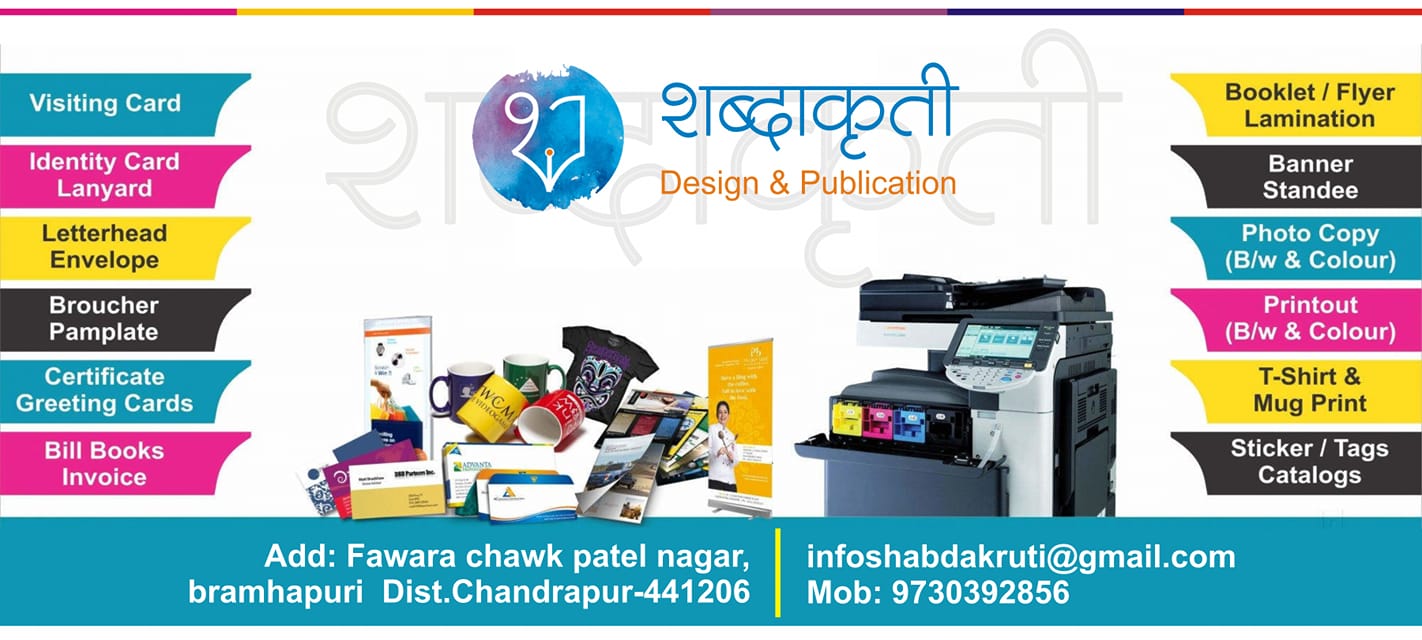 शब्दाकृती
Design & Publication
Visiting Card
Identity Card
Lanyard
Letterhead
Envelope
Broucher
Pamplate
Certificate
Greeting Cards
Bill Books
Invoice
Booklet / Flyer
Lamination
Banner
Standee
Photo Copy
(B/w & Colour)
Printout
(B/w & Colour)
T-Shirt &
Mug Print
Sticker / Tags
Catalogs
ADVANTA
Add: Fawara chawk patel nagar,
bramhapuri Dist.Chandrapur-441206
infoshabdakruti@gmail.com
Mob: 9730392856